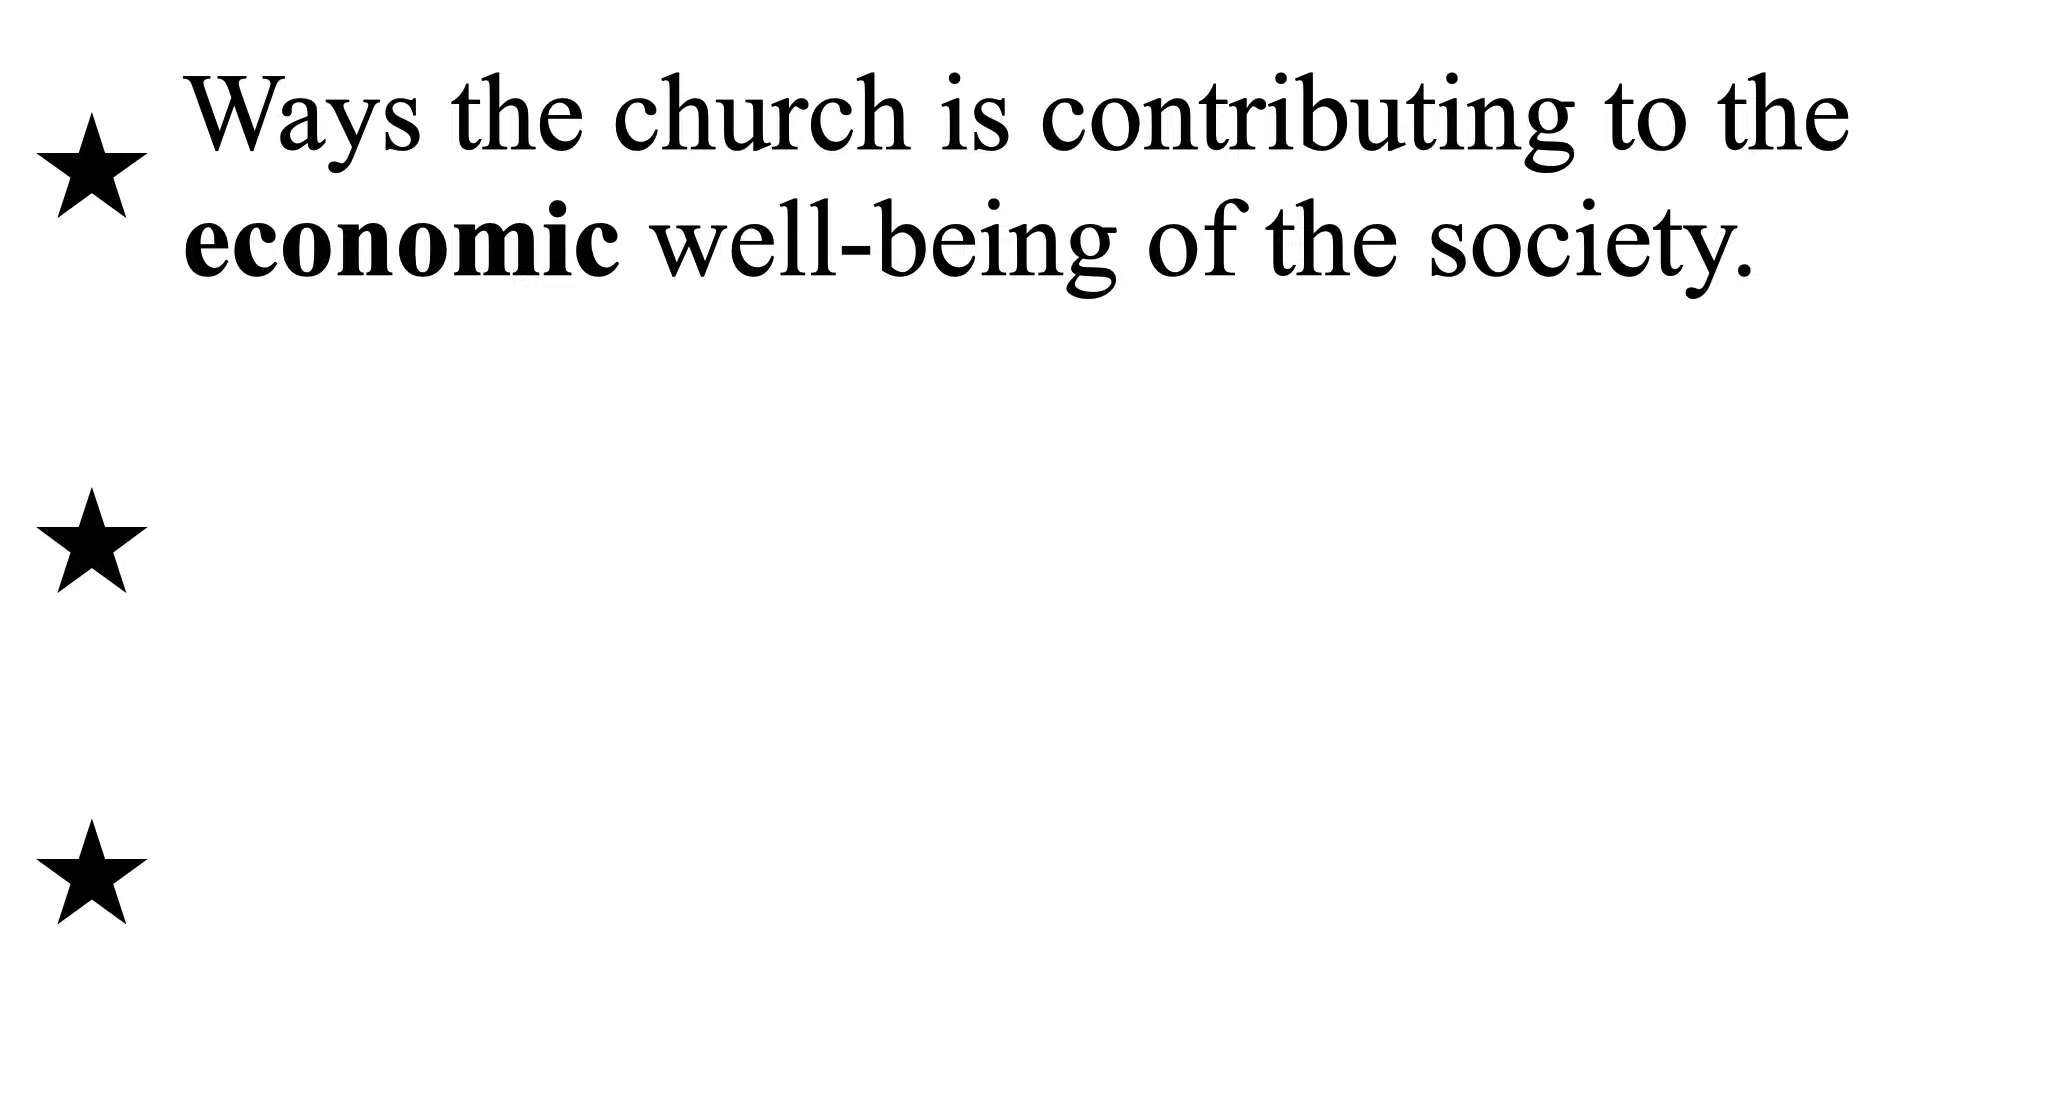 ★ Ways the church is contributing to the
economic well-being of the society.
★
★